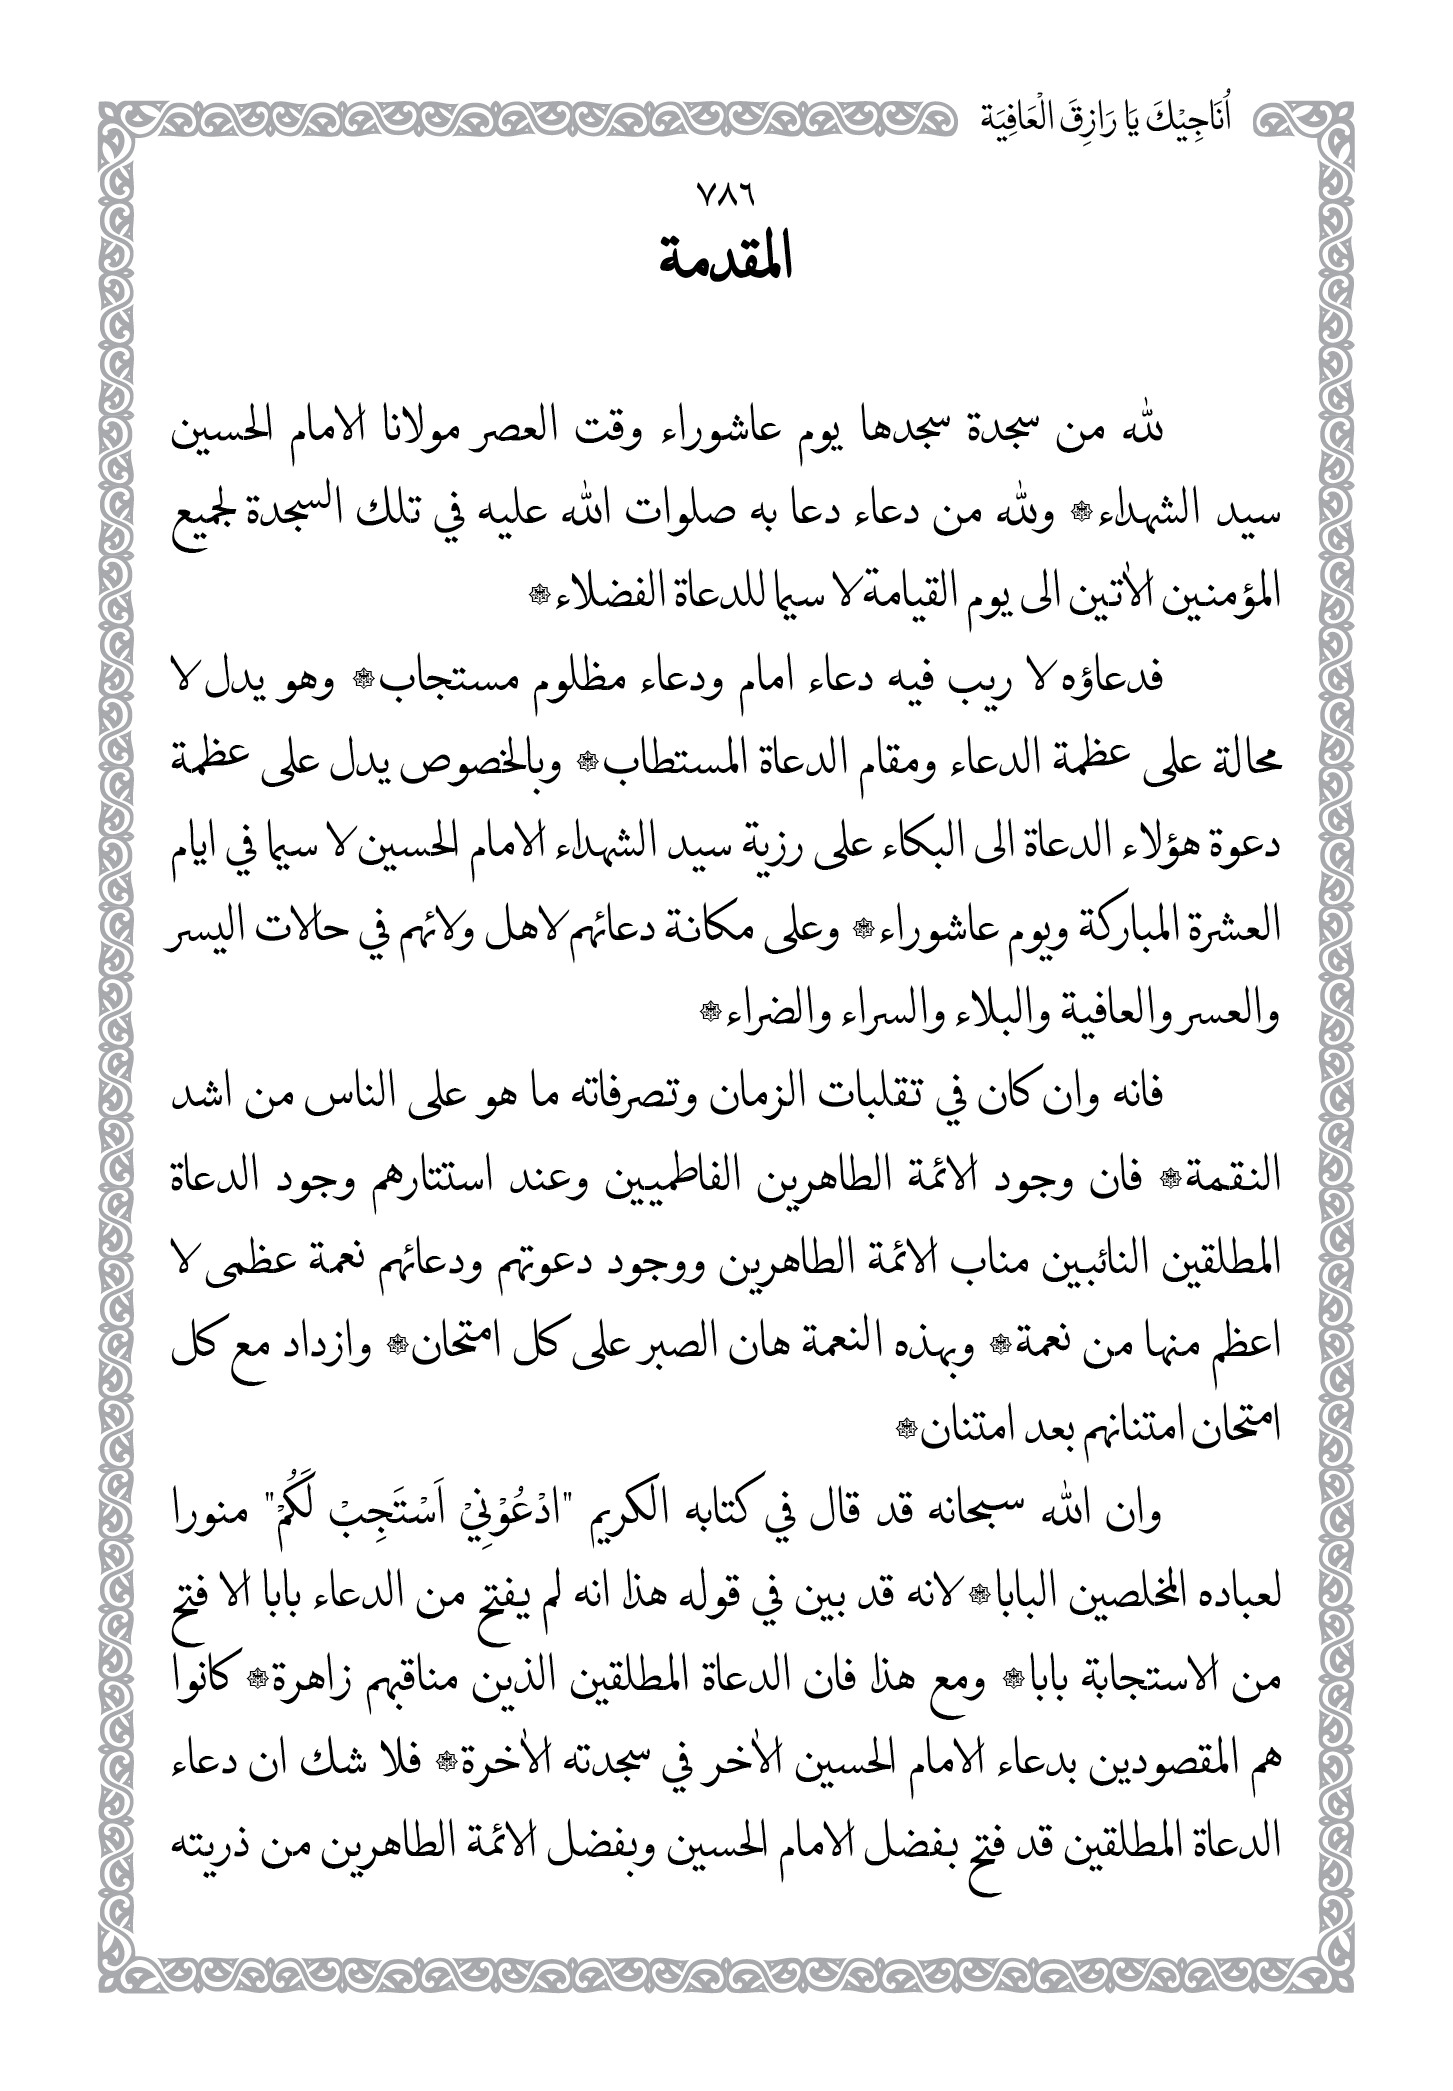 اُنَاجِيْكَ يَا رَازِقَ الْعَافِيَة
٧٨٦
المقدمة
لله من سجدة سجدها يوم عاشوراء وقت العصر مولانا الامام الحسين
سيد الشهداء۞ ولله من دعاء دعا به صلوات الله عليه في تلك السجدة لجميع
المؤمنين الاٰتين الى يوم القيامة لا سيما للدعاة الفضلاء۞
فدعاؤه لا ريب فيه دعاء امام ودعاء مظلوم مستجاب۞ وهو يدل لا
محالة على عظمة الدعاء ومقام الدعاة المستطاب۞ وبالخصوص يدل على عظمة
دعوة هؤلاء الدعاة الى البكاء على رزية سيد الشهداء الامام الحسين لا سيما في ايام
العشرة المباركة ويوم عاشوراء۞ وعلى مكانة دعائهم لاهل ولائهم في حالات اليسر
والعسر والعافية والبلاء والسراء والضراء۞
فانه وان كان في تقلبات الزمان وتصرفاته ما هو على الناس من اشد
النقمة۞ فان وجود الائمة الطاهرين الفاطميين وعند استتارهم وجود الدعاة
المطلقين النائبين مناب الائمة الطاهرين ووجود دعوتهم ودعائهم نعمة عظمى لا
اعظم منها من نعمة۞ وبهذه النعمة هان الصبر على كل امتحان۞ وازداد مع كل
امتحان امتنانهم بعد امتنان۞
وان الله سبحانه قد قال في كتابه الكريم "ادْعُوْنِيْ اَسْتَجِبْ لَكُمْ" منورا
لعباده المخلصين البابا۞ لانه قد بين في قوله هذا انه لم يفتح من الدعاء بابا الا فتح
من الاستجابة بابا۞ ومع هذا فان الدعاة المطلقين الذين مناقبهم زاهرة۞ كانوا
هم المقصودين بدعاء الامام الحسين الاٰخر في سجدته الاٰخرة۞ فلا شك ان دعاء
الدعاة المطلقين قد فتح بفضل الامام الحسين وبفضل الائمة الطاهرين من ذريته